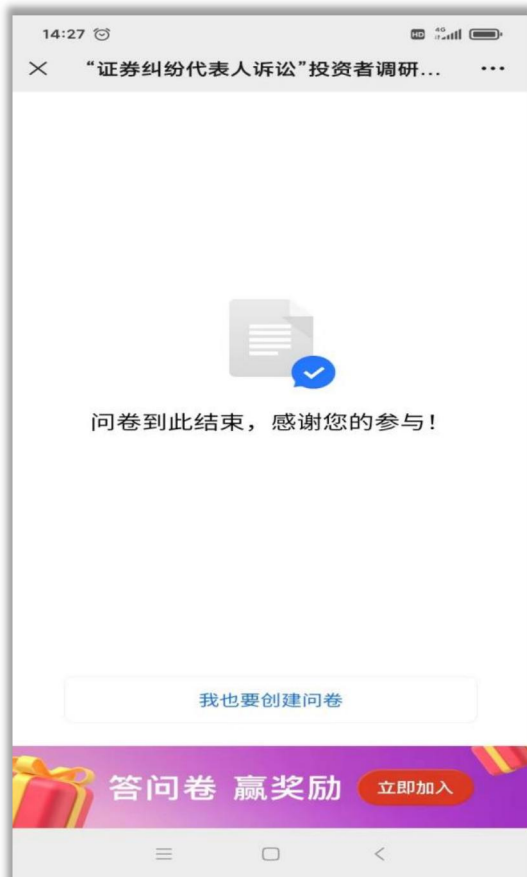 14:27
HD 4G
“证券纠纷代表人诉讼”投资者调研...
问卷到此结束，感谢您的参与！
我也要创建问卷
答问卷 赢奖励 立即加入